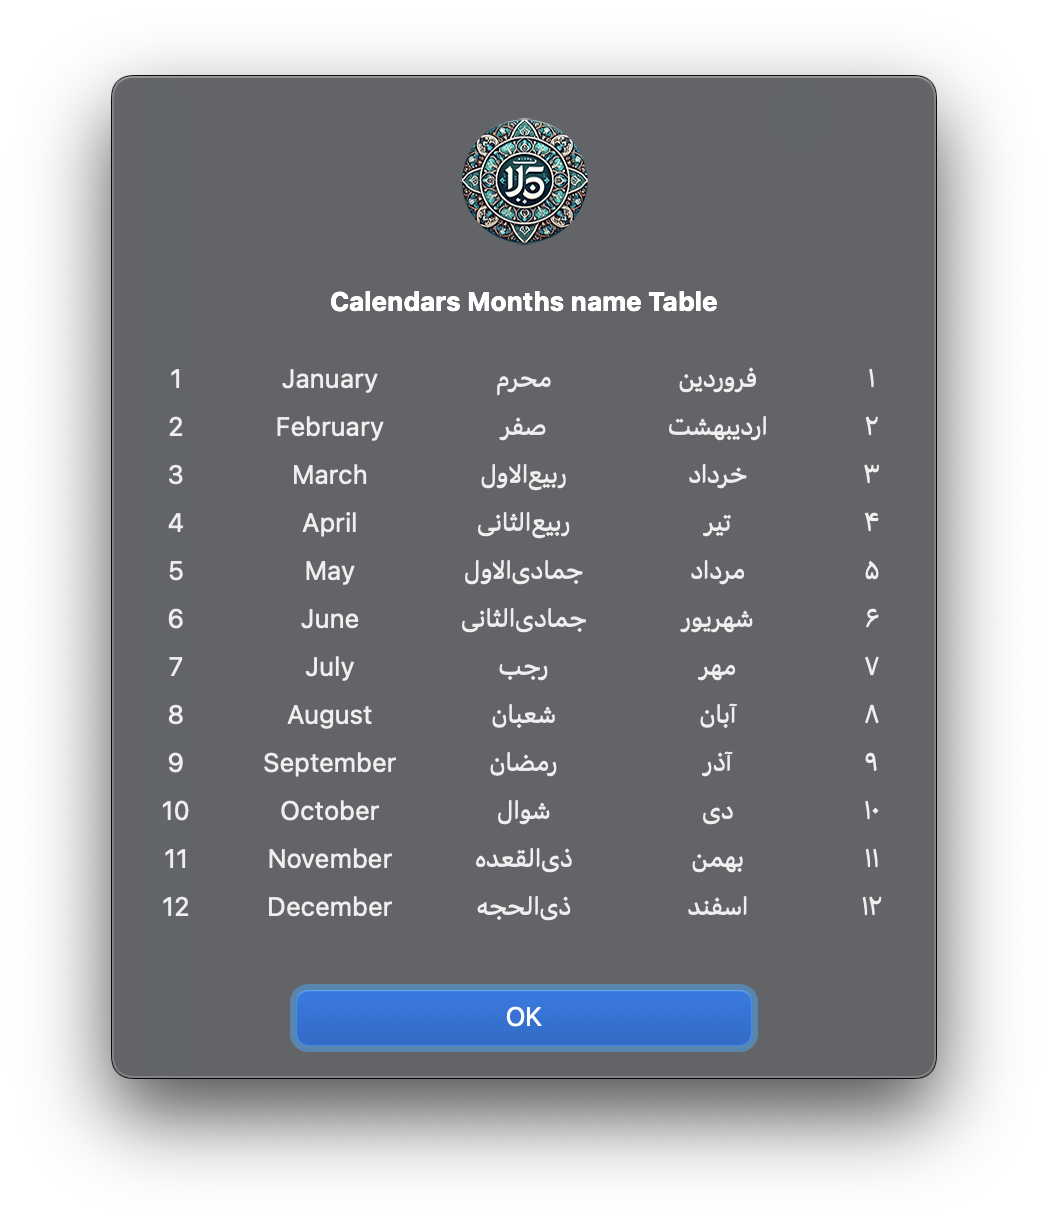 Calendars Months name Table
1 January محرم فروردین ۱
2 February صفر اردیبهشت ۲
3 March ربیع‌الاول خرداد ۳
4 April ربیع‌الثانی تیر ۴
5 May جمادی‌الاول مرداد ۵
6 June جمادی‌الثانی شهریور ۶
7 July رجب مهر ۷
8 August شعبان آبان ۸
9 September رمضان آذر ۹
10 October شوال دی ۱۰
11 November ذی‌القعده بهمن ۱۱
12 December ذی‌الحجه اسفند ۱۲
OK